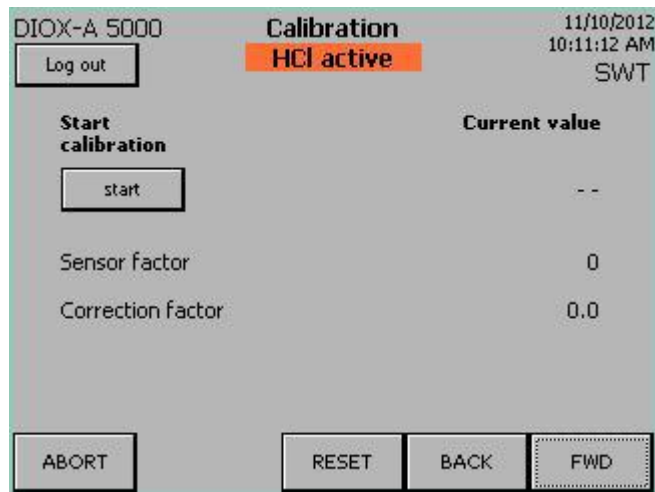 DIOX-A 5000
Calibration
11/10/2012
Log out
HCl active
10:11:12 AM
SWT
Start
calibration
Current value
start
- -
Sensor factor
0
Correction factor
0.0
ABORT
RESET
BACK
FWD